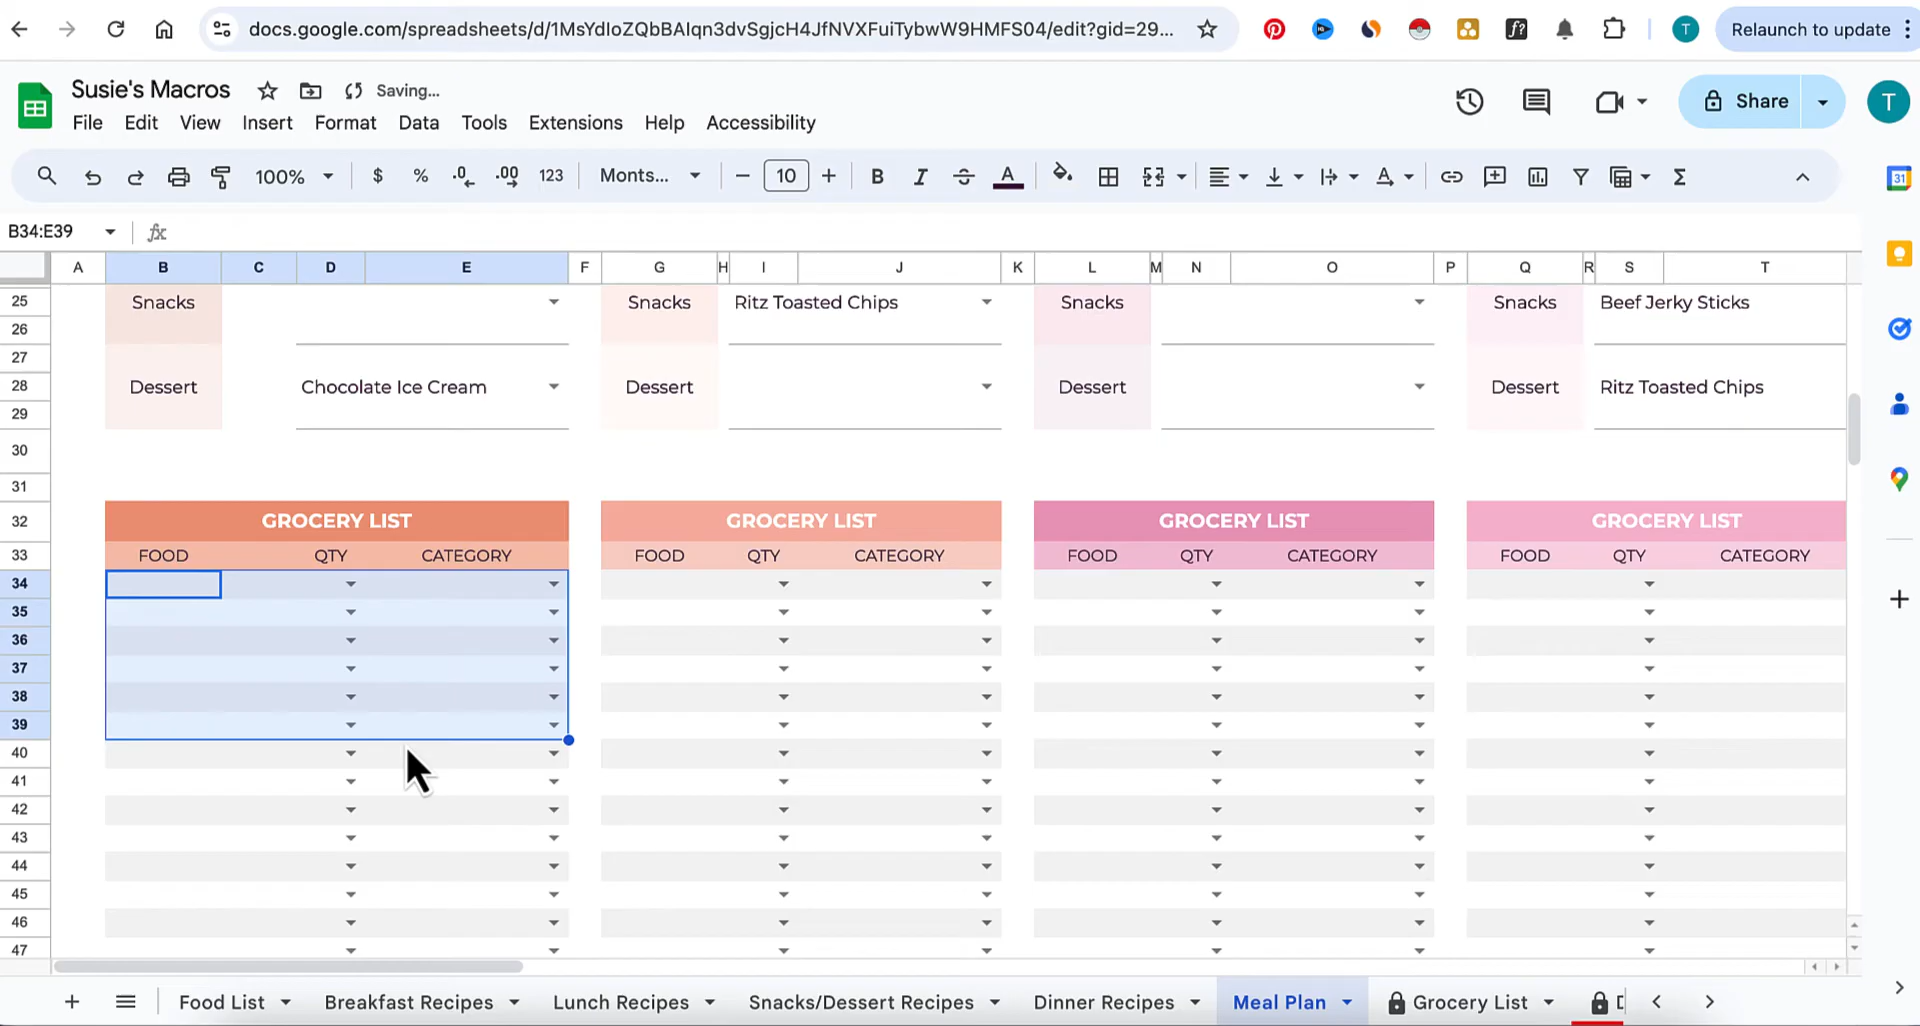 docs.google.com/spreadsheets/d/1MsYdIoZQbBAIqn3dvSgjcH4JfNVXFuiTybwW9HMFS04/edit?gid=29...
Relaunch to update
T
Susie's Macros
Saving...
File Edit View Insert Format Data Tools Extensions Help Accessibility
Share
T
100% $ % .0 .00 123 Monts... 10 B I S A
31
B34:E39 fx
A B C D E F G H I J K L M N O P Q R S T
25 Snacks Snacks Ritz Toasted Chips Snacks Snacks Beef Jerky Sticks
26
27
28 Dessert Chocolate Ice Cream Dessert Dessert Dessert Ritz Toasted Chips
29
30
31
32 GROCERY LIST GROCERY LIST GROCERY LIST GROCERY LIST
33 FOOD QTY CATEGORY FOOD QTY CATEGORY FOOD QTY CATEGORY FOOD QTY CATEGORY
34
35
36
37
38
39
40
41
42
43
44
45
46
47
Food List Breakfast Recipes Lunch Recipes Snacks/Dessert Recipes Dinner Recipes Meal Plan Grocery List